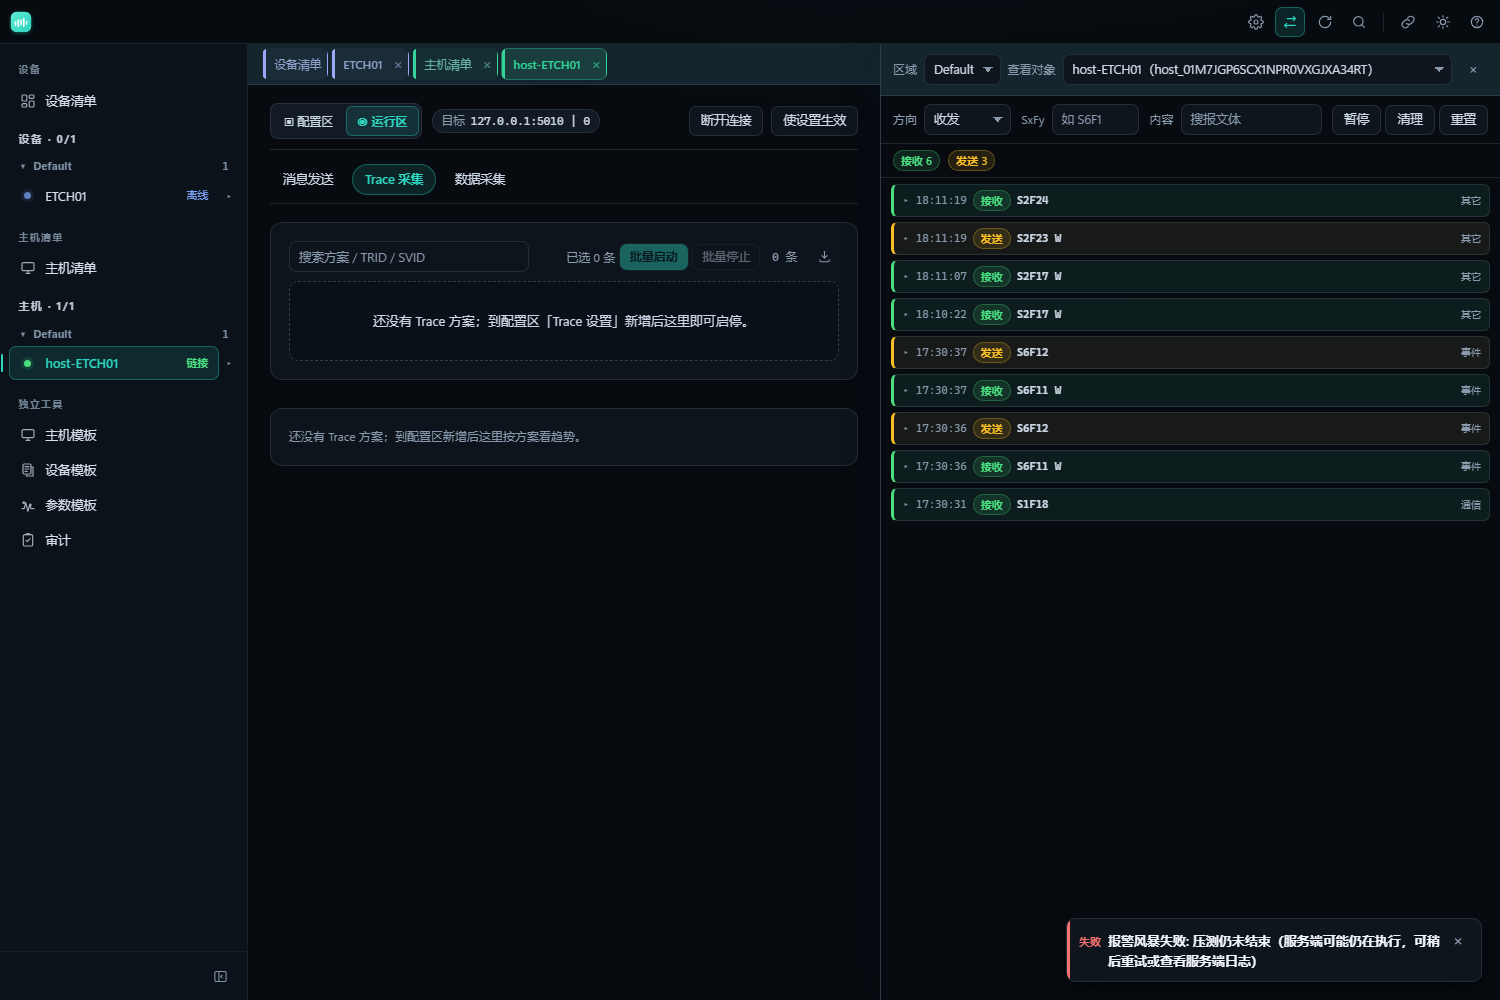 设备
设备清单
设备 · 0/1
Default 1
ETCH01 离线
主机清单
主机清单
主机 · 1/1
Default 1
host-ETCH01 链接
独立工具
主机模板
设备模板
参数模板
审计
设备清单 ETCH01 × 主机清单 × host-ETCH01 ×
配置区 运行区 目标 127.0.0.1:5010 | 0 断开连接 使设置生效
消息发送 Trace 采集 数据采集
搜索方案 / TRID / SVID 已选 0 条 批量启动 批量停止 0 条
还没有 Trace 方案；到配置区「Trace 设置」新增后这里即可启停。
还没有 Trace 方案；到配置区新增后这里按方案看趋势。
区域 Default 查看对象 host-ETCH01（host_01M7JGP6SCX1NPR0VXGJXA34RT） ×
方向 收发 SxFy 如 S6F1 内容 搜报文体 暂停 清理 重置
接收 6 发送 3
18:11:19 接收 S2F24 其它
18:11:19 发送 S2F23 W 其它
18:11:07 接收 S2F17 W 其它
18:10:22 接收 S2F17 W 其它
17:30:37 发送 S6F12 事件
17:30:37 接收 S6F11 W 事件
17:30:36 发送 S6F12 事件
17:30:36 接收 S6F11 W 事件
17:30:31 接收 S1F18 通信
失败 报警风暴失败: 压测仍未结束（服务端可能仍在执行，可稍 ×
后重试或查看服务端日志）